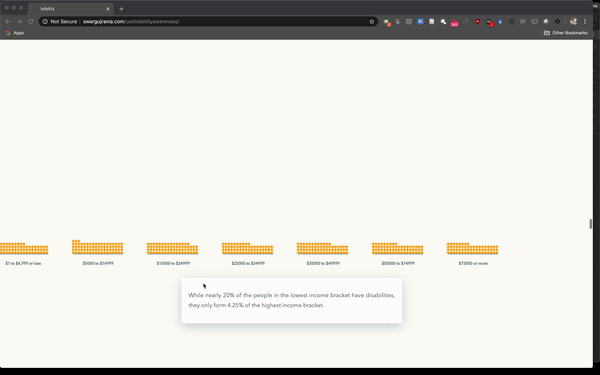 InfoViz
Not Secure | swargujrania.com/usdisabilityawareness/
Apps
Other Bookmarks
$1 to $4,999 or loss
$5000 to $14999
$15000 to $24999
$25000 to $34999
$35000 to $49999
$50000 to $74999
$75000 or more
While nearly 20% of the people in the lowest income bracket have disabilities,
they only form 4.25% of the highest income bracket.